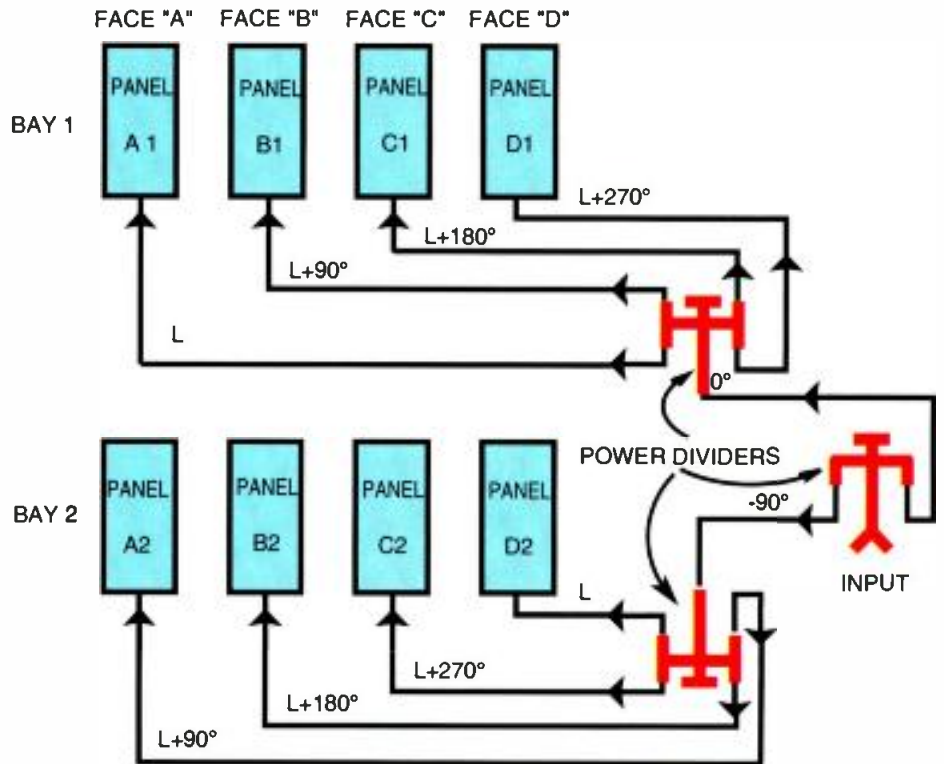 FACE "A" FACE "B" FACE "C" FACE "D"
BAY 1
PANEL
A 1
PANEL
B1
PANEL
C1
PANEL
D1
L+270°
L+180°
L+90°
L
0°
POWER DIVIDERS
-90°
INPUT
BAY 2
PANEL
A2
PANEL
B2
PANEL
C2
PANEL
D2
L
L+270°
L+180°
L+90°